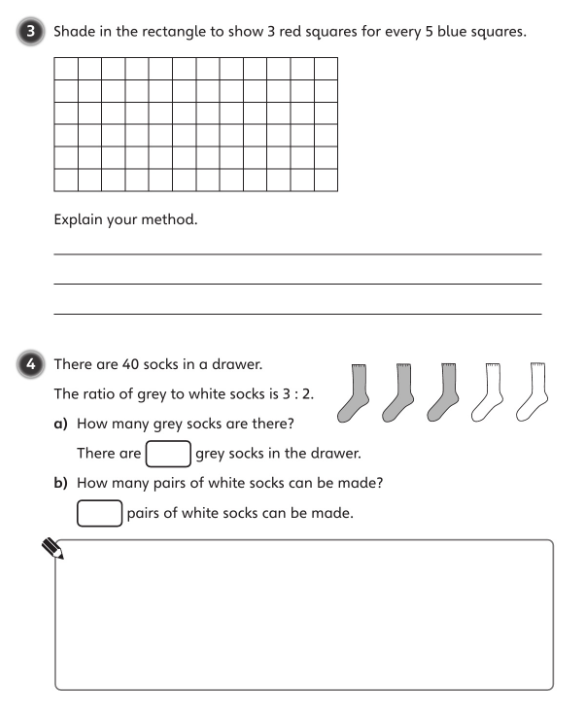 3 Shade in the rectangle to show 3 red squares for every 5 blue squares.
Explain your method.
4 There are 40 socks in a drawer.
The ratio of grey to white socks is 3 : 2.
a) How many grey socks are there?
There are grey socks in the drawer.
b) How many pairs of white socks can be made?
pairs of white socks can be made.